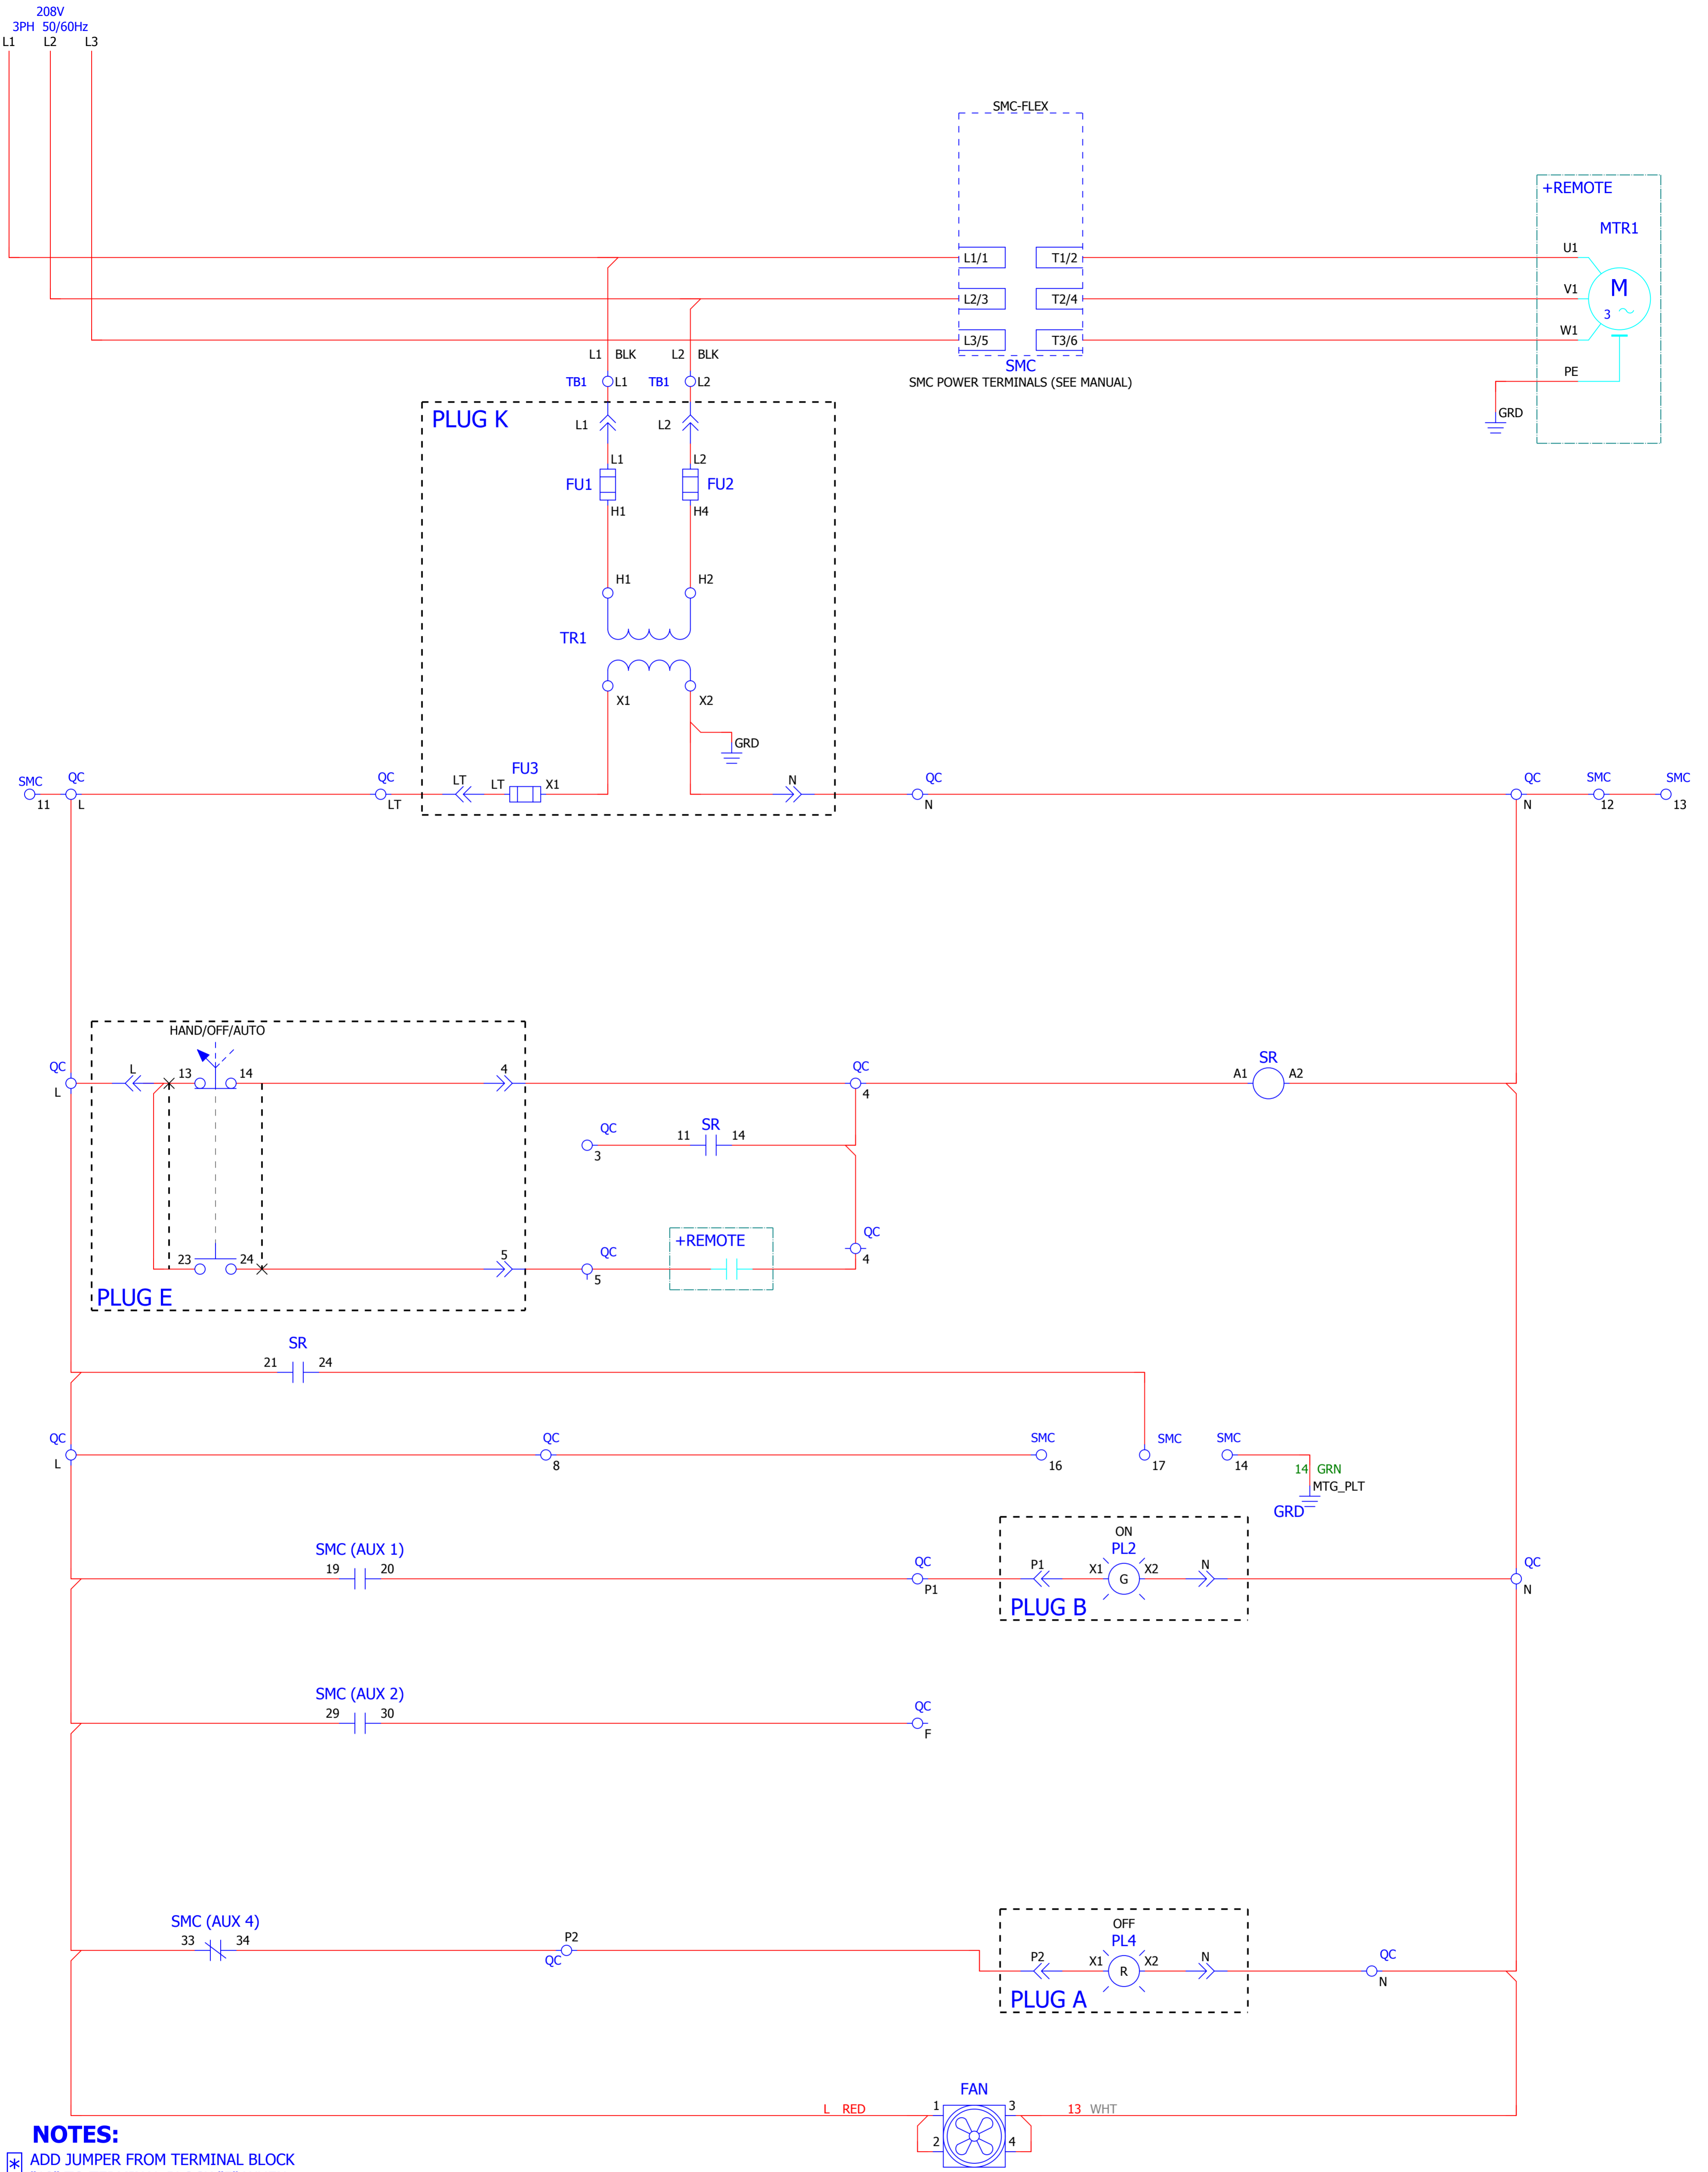 208V
3PH 50/60Hz
L1 L2 L3
SMC-FLEX
+REMOTE
MTR1
L1/1 T1/2 U1
L2/3 T2/4 V1 M
3
L3/5 T3/6 W1
SMC
SMC POWER TERMINALS (SEE MANUAL)
PE
GRD
L1 BLK L2 BLK
TB1 L1 TB1 L2
PLUG K
L1 L2
L1 L2
FU1 FU2
H1 H4
H1 H2
TR1
X1 X2
GRD
SMC QC QC LT LT FU3 X1 N QC QC SMC SMC
11 L LT N N 12 13
HAND/OFF/AUTO
QC L 13 14 4 QC SR
L 4 A1 A2
QC 11 SR 14
3
+REMOTE QC
23 24 5 QC 4
5
PLUG E
SR
21 24
QC QC SMC SMC SMC
L 8 16 17 14
14 GRN
MTG_PLT
GRD
ON
SMC (AUX 1) PL2
19 20 QC P1 X1 G X2 N QC
P1 N
PLUG B
SMC (AUX 2)
29 30 QC
F
OFF
SMC (AUX 4) PL4
33 34 P2 P2 X1 R X2 N QC
QC N
PLUG A
FAN
L RED 1 3 13 WHT
2 4
NOTES:
* ADD JUMPER FROM TERMINAL BLOCK